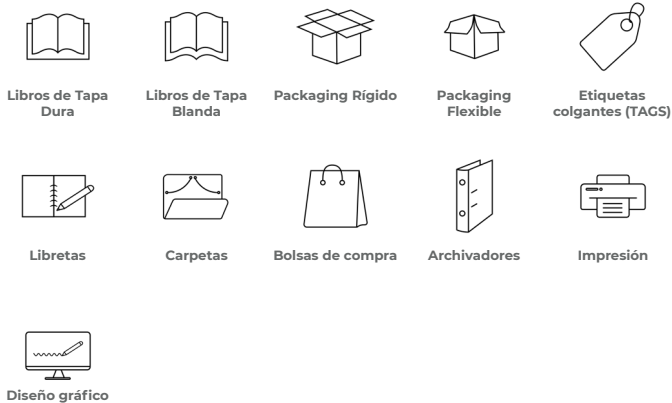 Libros de Tapa
Dura
Libros de Tapa
Blanda
Packaging Rígido
Packaging
Flexible
Etiquetas
colgantes (TAGS)
Libretas
Carpetas
Bolsas de compra
Archivadores
Impresión
Diseño gráfico